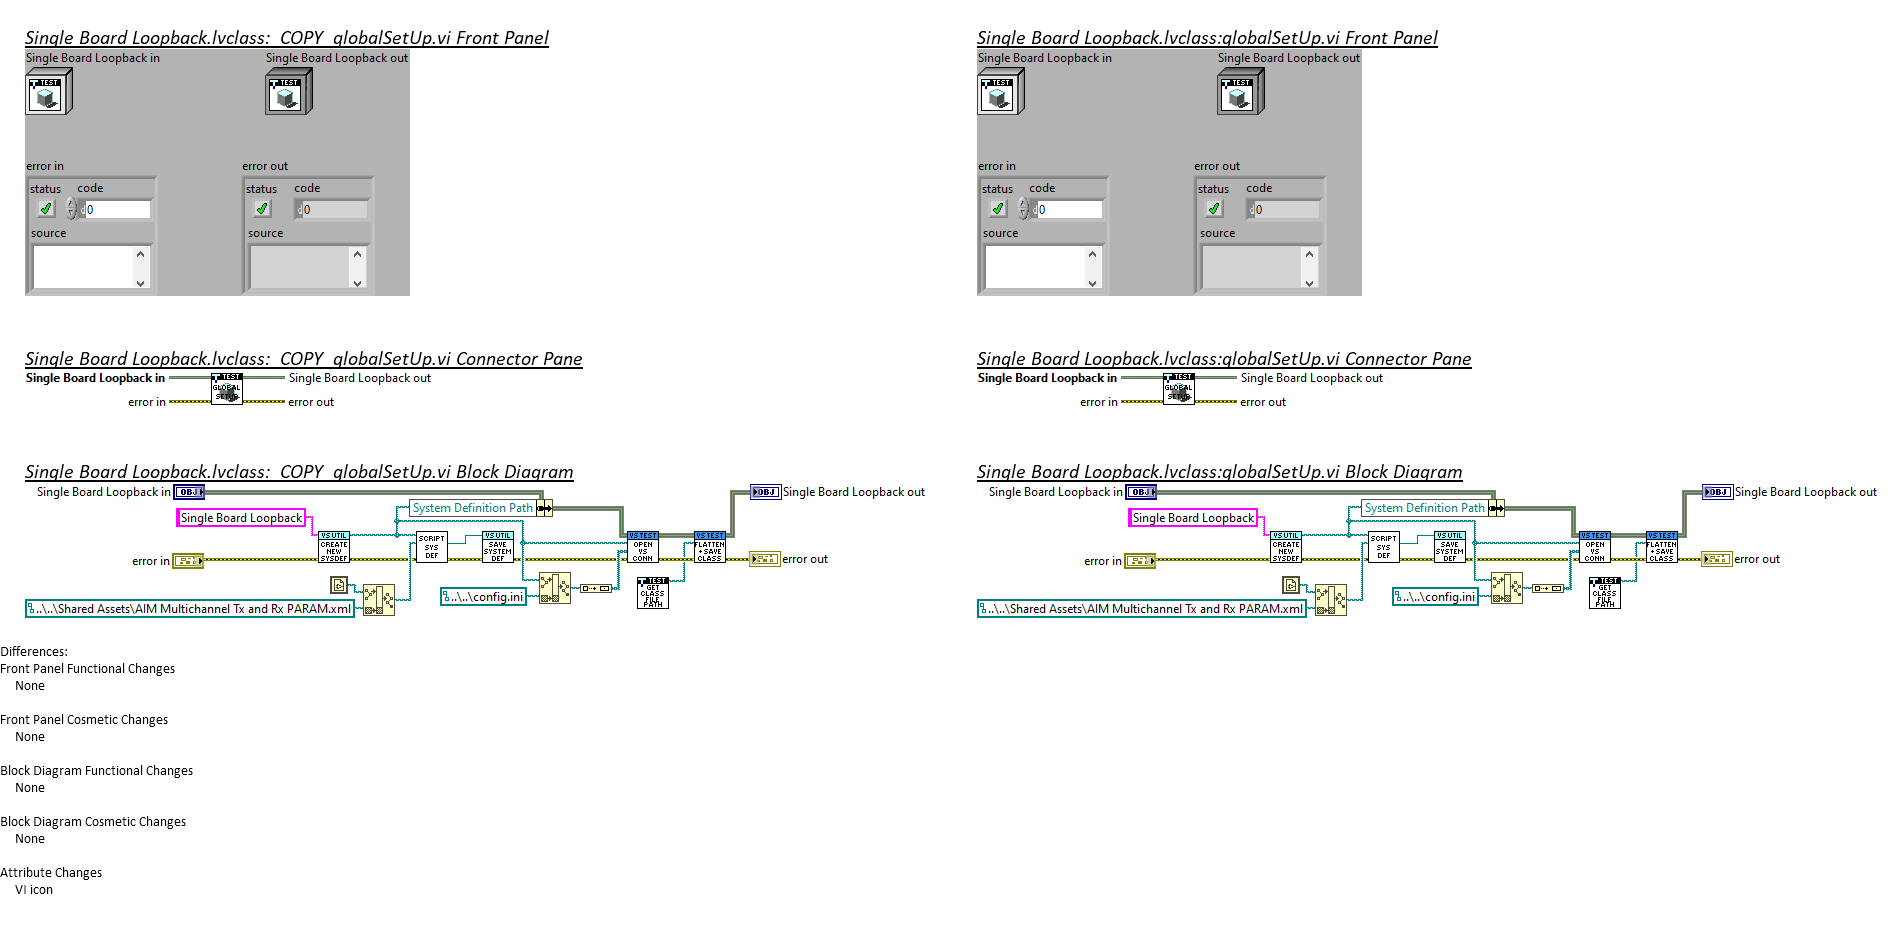 Single Board Loopback.lvclass:_COPY_globalSetUp.vi Front Panel
Single Board Loopback in
Single Board Loopback out
TEST
TEST
error in
error out
status code
status code
0
0
source
source
Single Board Loopback.lvclass:globalSetUp.vi Front Panel
Single Board Loopback in
Single Board Loopback out
TEST
TEST
error in
error out
status code
status code
0
0
source
source
Single Board Loopback.lvclass:_COPY_globalSetUp.vi Connector Pane
Single Board Loopback in
TEST
GLOBAL
SETUP
Single Board Loopback out
error in
error out
Single Board Loopback.lvclass:globalSetUp.vi Connector Pane
Single Board Loopback in
TEST
GLOBAL
SETUP
Single Board Loopback out
error in
error out
Single Board Loopback.lvclass:_COPY_globalSetUp.vi Block Diagram
Single Board Loopback in
OBJ
OBJ
Single Board Loopback out
System Definition Path
Single Board Loopback
VS UTIL
CREATE
NEW
SYSDEF
SCRIPT
SYS
DEF
VS UTIL
SAVE
SYSTEM
DEF
VS TEST
OPEN
VS
CONN
VS TEST
FLATTEN
+ SAVE
CLASS
error in
error out
TEST
GET
CLASS
FILE
PATH
..\..\config.ini
..\..\Shared Assets\AIM Multichannel Tx and Rx PARAM.xml
Single Board Loopback.lvclass:globalSetUp.vi Block Diagram
Single Board Loopback in
OBJ
OBJ
Single Board Loopback out
System Definition Path
Single Board Loopback
VS UTIL
CREATE
NEW
SYSDEF
SCRIPT
SYS
DEF
VS UTIL
SAVE
SYSTEM
DEF
VS TEST
OPEN
VS
CONN
VS TEST
FLATTEN
+ SAVE
CLASS
error in
error out
TEST
GET
CLASS
FILE
PATH
..\..\config.ini
..\..\Shared Assets\AIM Multichannel Tx and Rx PARAM.xml
Differences:
Front Panel Functional Changes
None
Front Panel Cosmetic Changes
None
Block Diagram Functional Changes
None
Block Diagram Cosmetic Changes
None
Attribute Changes
VI icon